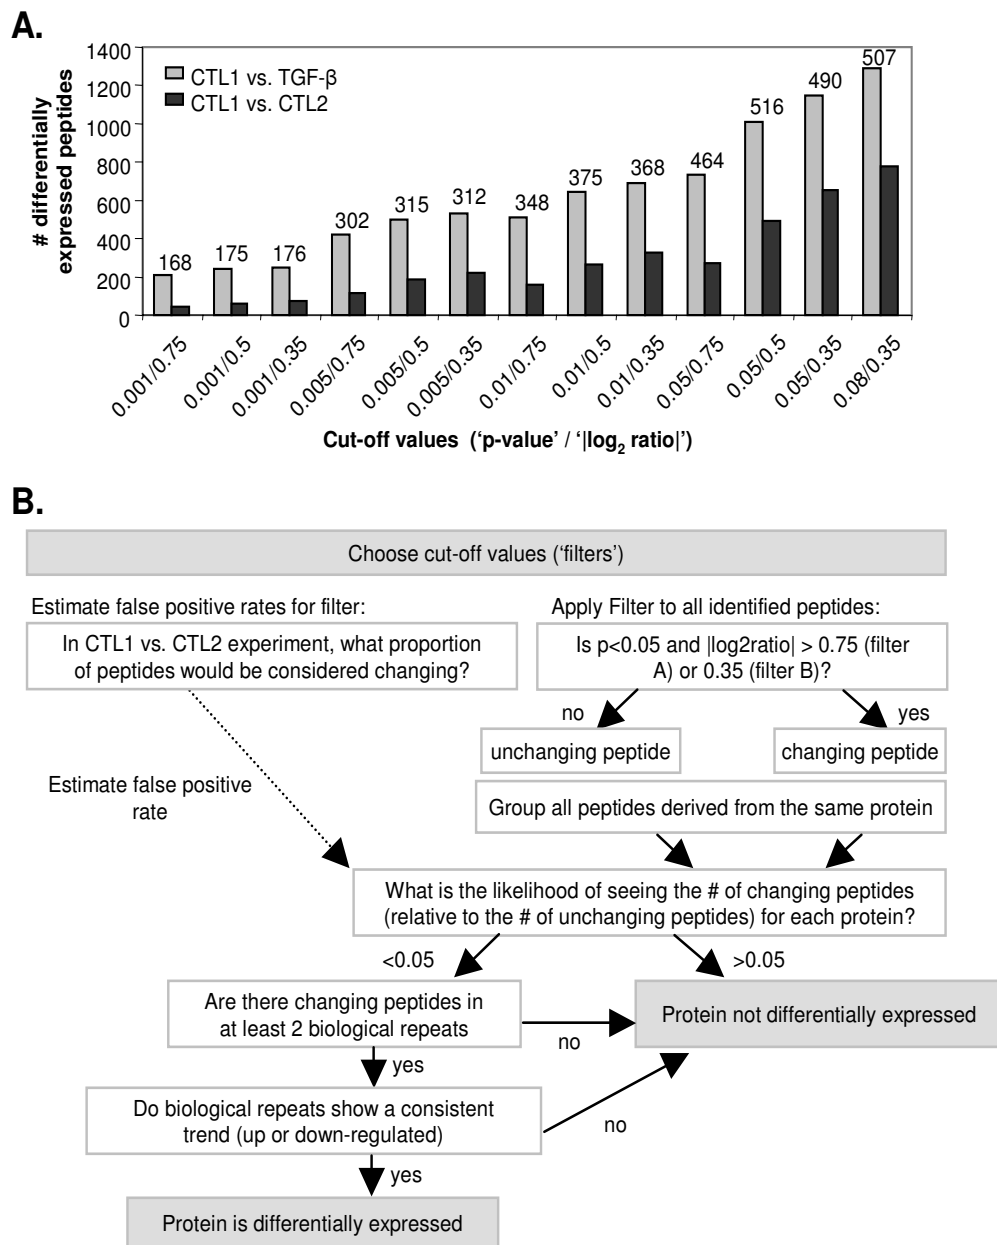 A.
1400
1200
1000
800
600
400
200
0
# differentially
expressed peptides
CTL1 vs. TGF-β
CTL1 vs. CTL2
168
175
176
302
315
312
348
375
368
464
516
490
507
0.001/0.75
0.001/0.5
0.001/0.35
0.005/0.75
0.005/0.5
0.005/0.35
0.01/0.75
0.01/0.5
0.01/0.35
0.05/0.75
0.05/0.5
0.05/0.35
0.08/0.35
Cut-off values (‘p-value’ / ‘|log2 ratio|’)
B.
Choose cut-off values (‘filters’)
Estimate false positive rates for filter:
In CTL1 vs. CTL2 experiment, what proportion
of peptides would be considered changing?
Apply Filter to all identified peptides:
Is p<0.05 and |log2ratio| > 0.75 (filter
A) or 0.35 (filter B)?
no
yes
unchanging peptide
changing peptide
Estimate false positive
rate
Group all peptides derived from the same protein
What is the likelihood of seeing the # of changing peptides
(relative to the # of unchanging peptides) for each protein?
<0.05
>0.05
Are there changing peptides in
at least 2 biological repeats
no
Protein not differentially expressed
yes
Do biological repeats show a consistent
trend (up or down-regulated)
no
yes
Protein is differentially expressed